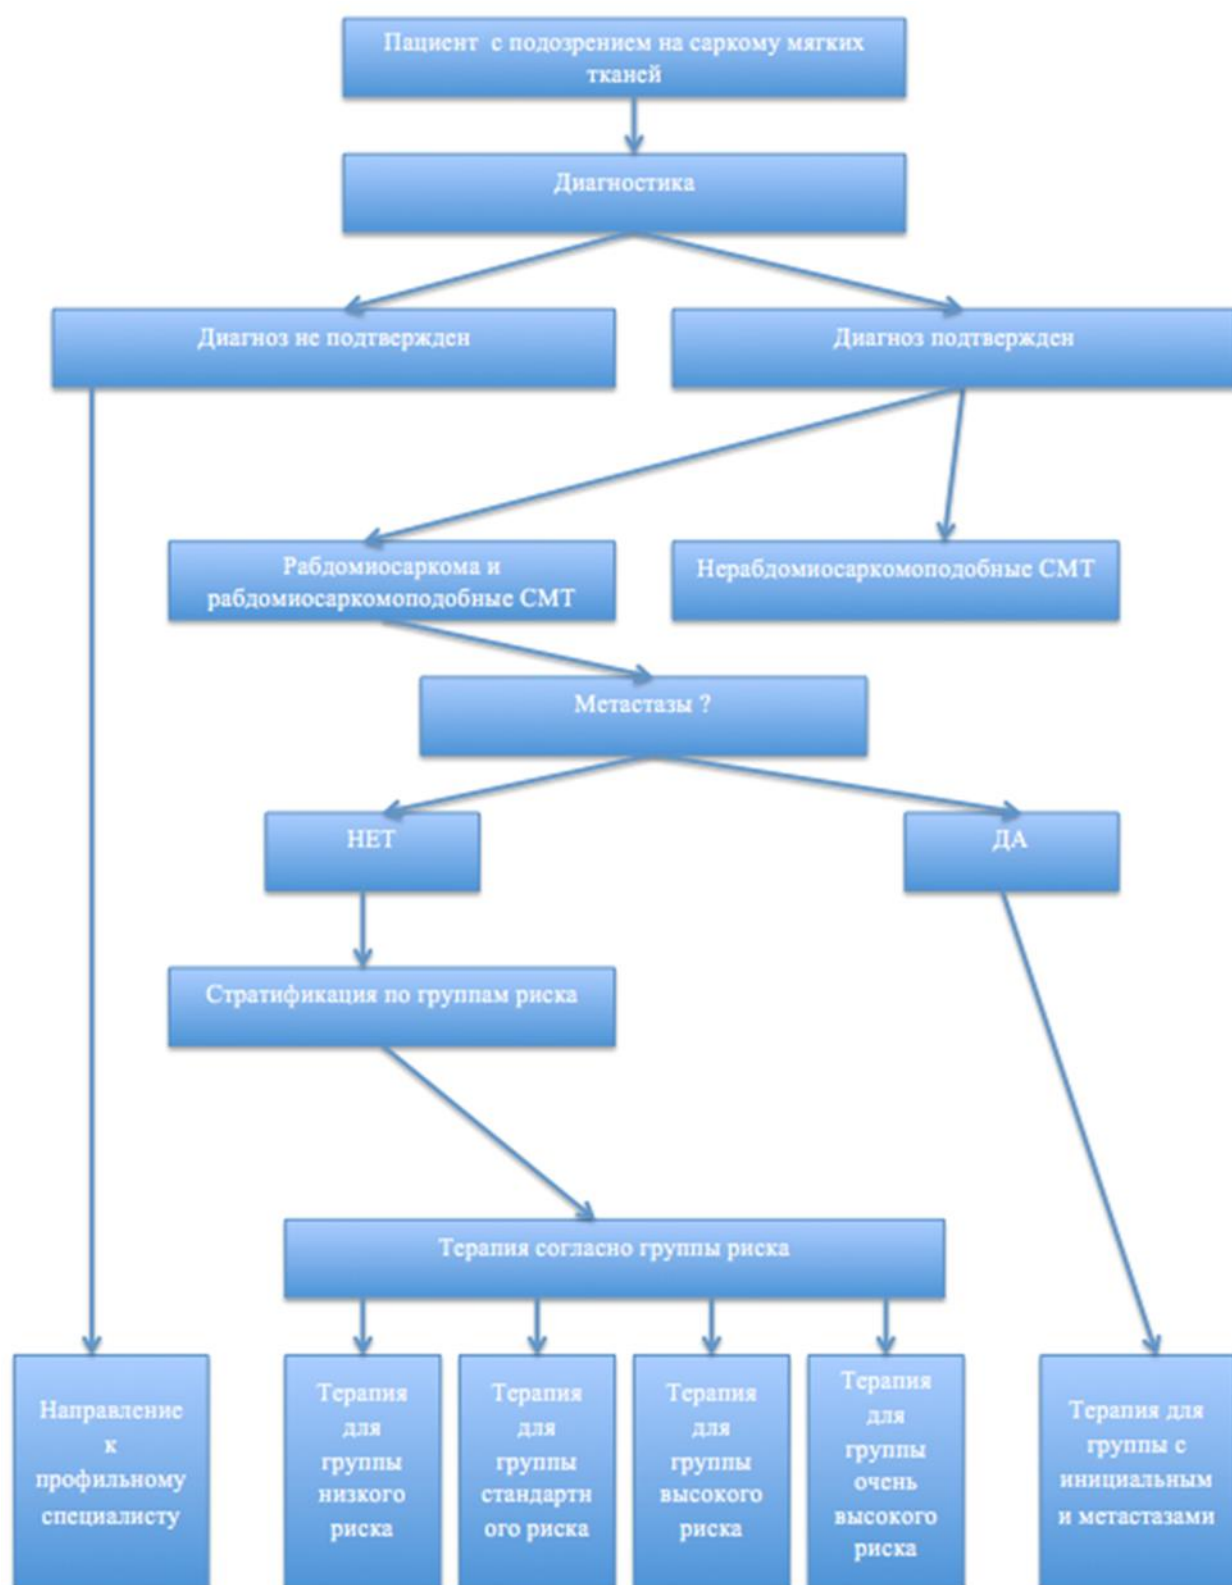 Пациент с подозрением на саркому мягких
тканей
Диагностика
Диагноз не подтвержден
Диагноз подтвержден
Рабдомиосаркома и
рабдомиосаркомоподобные СМТ
Нерабдомиосаркомоподобные СМТ
Метастазы ?
НЕТ
ДА
Стратификация по группам риска
Терапия согласно группы риска
Направление
к
профильному
специалисту
Терапия
для
группы
низкого
риска
Терапия
для
группы
стандартн
ого риска
Терапия
для
группы
высокого
риска
Терапия
для
группы
очень
высокого
риска
Терапия для
группы с
инициальным
и метастазами